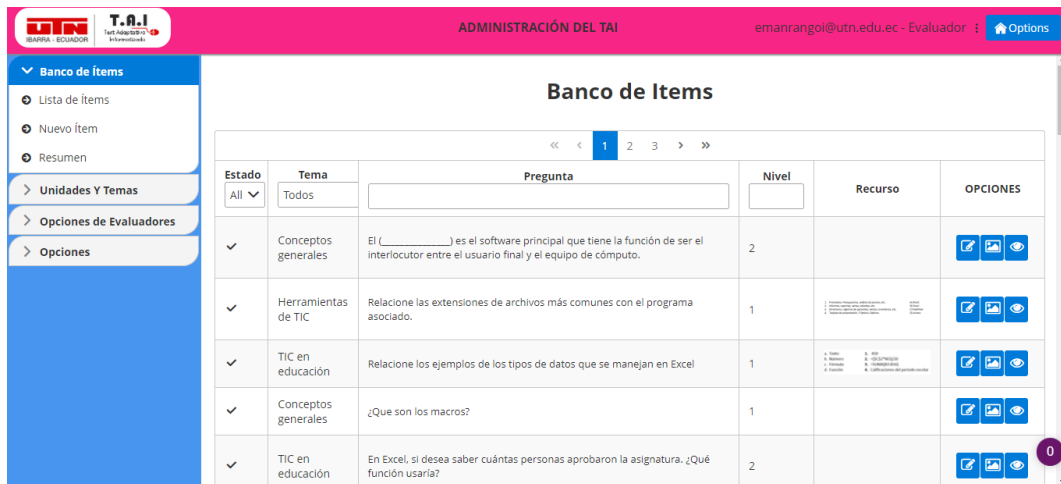 UTN
IBARRA - ECUADOR
T.A.I
Test Adaptativo
Informatizado
ADMINISTRACIÓN DEL TAI
emanrangoi@utn.edu.ec - Evaluador
Options
Banco de Ítems
Lista de Ítems
Nuevo Ítem
Resumen
Unidades Y Temas
Opciones de Evaluadores
Opciones
Banco de Items
1 2 3
Estado Tema Pregunta Nivel Recurso OPCIONES
All Todos
Conceptos generales
El (______________) es el software principal que tiene la función de ser el
interlocutor entre el usuario final y el equipo de cómputo.
2
Herramientas de TIC
Relacione las extensiones de archivos más comunes con el programa
asociado.
1
TIC en educación
Relacione los ejemplos de los tipos de datos que se manejan en Excel
1
Conceptos generales
¿Que son los macros?
1
TIC en educación
En Excel, si desea saber cuántas personas aprobaron la asignatura. ¿Qué
función usaría?
2
0